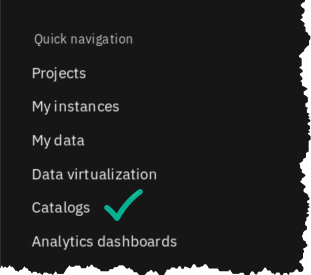 Quick navigation
Projects
My instances
My data
Data virtualization
Catalogs
Analytics dashboards